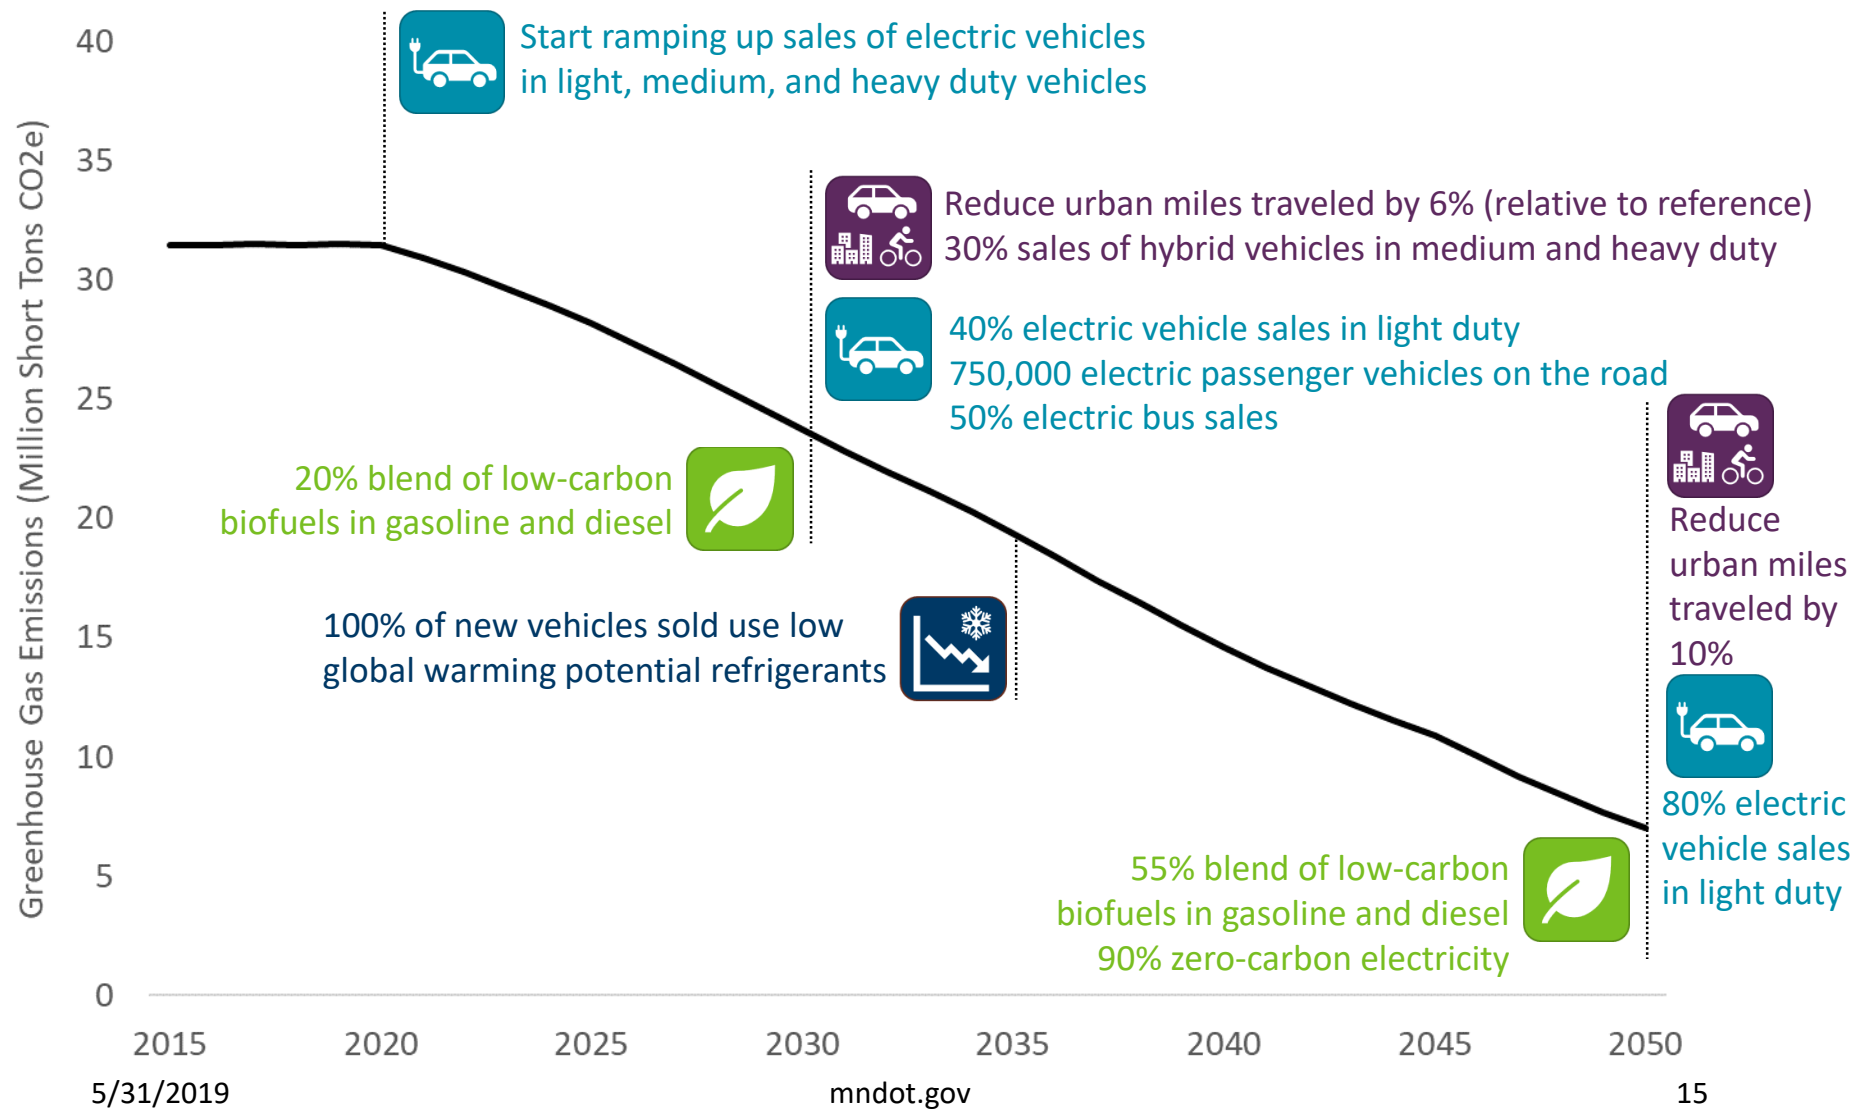 Greenhouse Gas Emissions (Million Short Tons CO2e)
40
35
30
25
20
15
10
5
0
Start ramping up sales of electric vehicles
in light, medium, and heavy duty vehicles
Reduce urban miles traveled by 6% (relative to reference)
30% sales of hybrid vehicles in medium and heavy duty
40% electric vehicle sales in light duty
750,000 electric passenger vehicles on the road
50% electric bus sales
20% blend of low-carbon
biofuels in gasoline and diesel
100% of new vehicles sold use low
global warming potential refrigerants
Reduce
urban miles
traveled by
10%
80% electric
vehicle sales
in light duty
55% blend of low-carbon
biofuels in gasoline and diesel
90% zero-carbon electricity
2015 2020 2025 2030 2035 2040 2045 2050
5/31/2019 mndot.gov 15